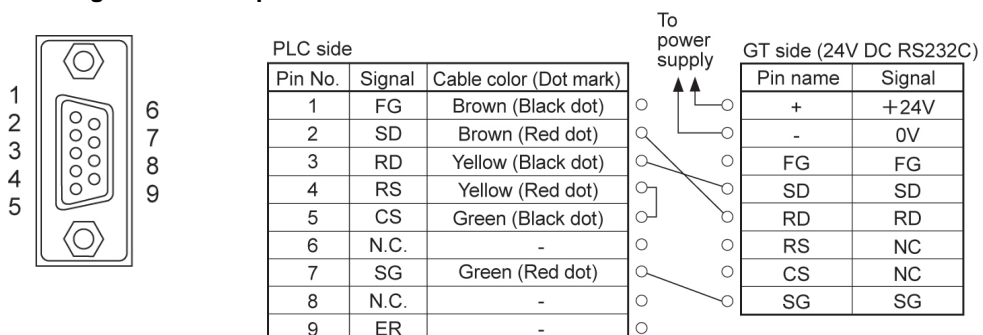 To
power
supply
PLC side
GT side (24V DC RS232C)
Pin No. Signal Cable color (Dot mark)
Pin name Signal
1 FG Brown (Black dot)
+ +24V
2 SD Brown (Red dot)
- 0V
3 RD Yellow (Black dot)
FG FG
4 RS Yellow (Red dot)
SD SD
5 CS Green (Black dot)
RD RD
6 N.C. -
RS NC
7 SG Green (Red dot)
CS NC
8 N.C. -
SG SG
9 ER -
1
2
3
4
5
6
7
8
9